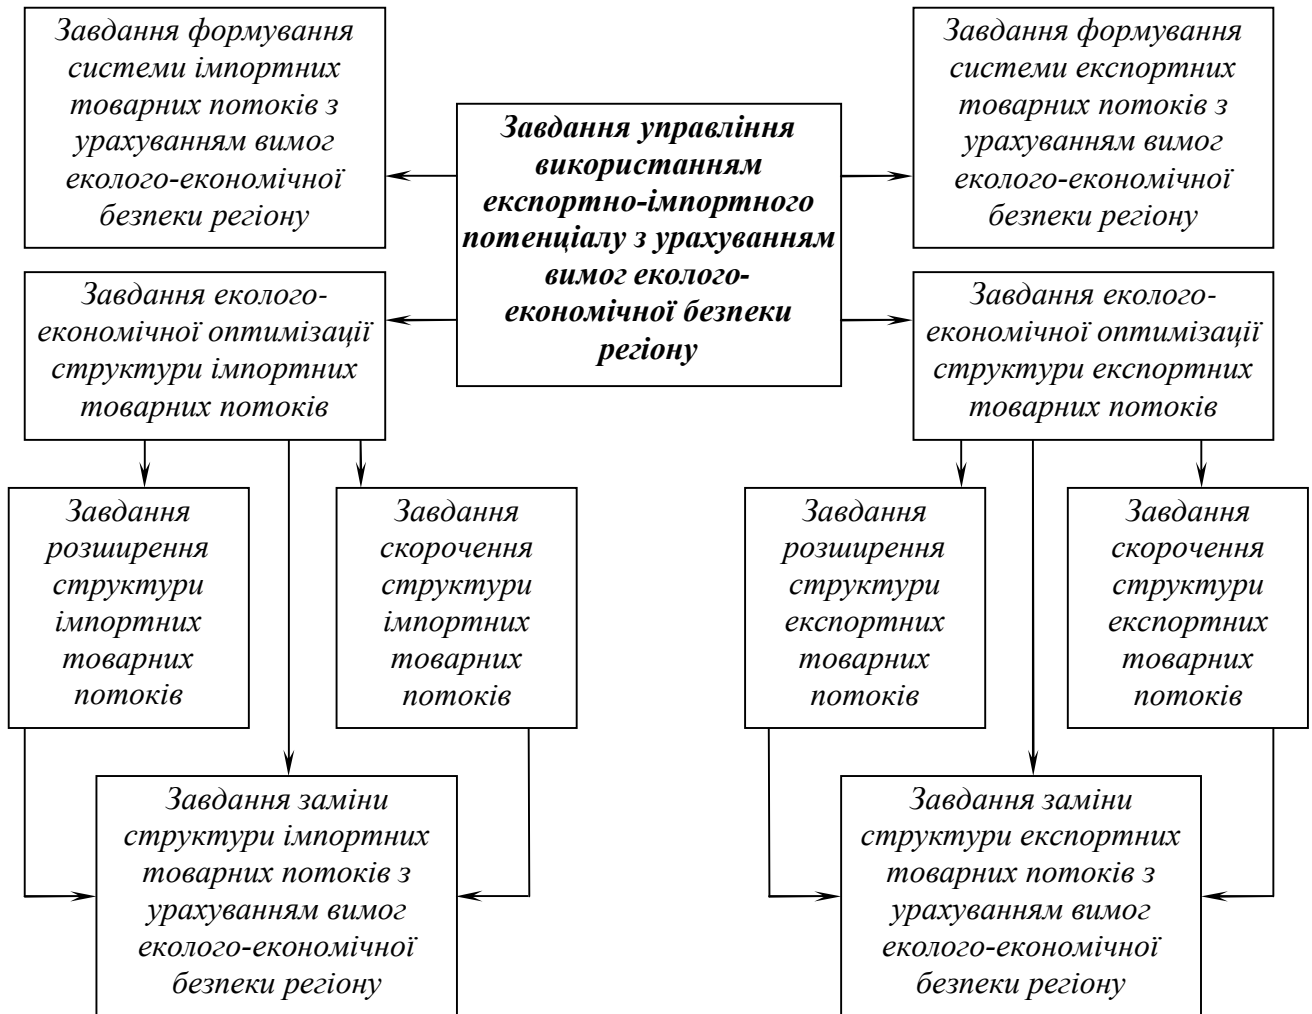 Завдання формування
системи імпортних
товарних потоків з
урахуванням вимог
еколого-економічної
безпеки регіону
Завдання управління
використанням
експортно-імпортного
потенціалу з урахуванням
вимог еколого-
економічної безпеки
регіону
Завдання формування
системи експортних
товарних потоків з
урахуванням вимог
еколого-економічної
безпеки регіону
Завдання еколого-
економічної оптимізації
структури імпортних
товарних потоків
Завдання еколого-
економічної оптимізації
структури експортних
товарних потоків
Завдання
розширення
структури
імпортних
товарних
потоків
Завдання
скорочення
структури
імпортних
товарних
потоків
Завдання
розширення
структури
експортних
товарних
потоків
Завдання
скорочення
структури
експортних
товарних
потоків
Завдання заміни
структури імпортних
товарних потоків з
урахуванням вимог
еколого-економічної
безпеки регіону
Завдання заміни
структури експортних
товарних потоків з
урахуванням вимог
еколого-економічної
безпеки регіону